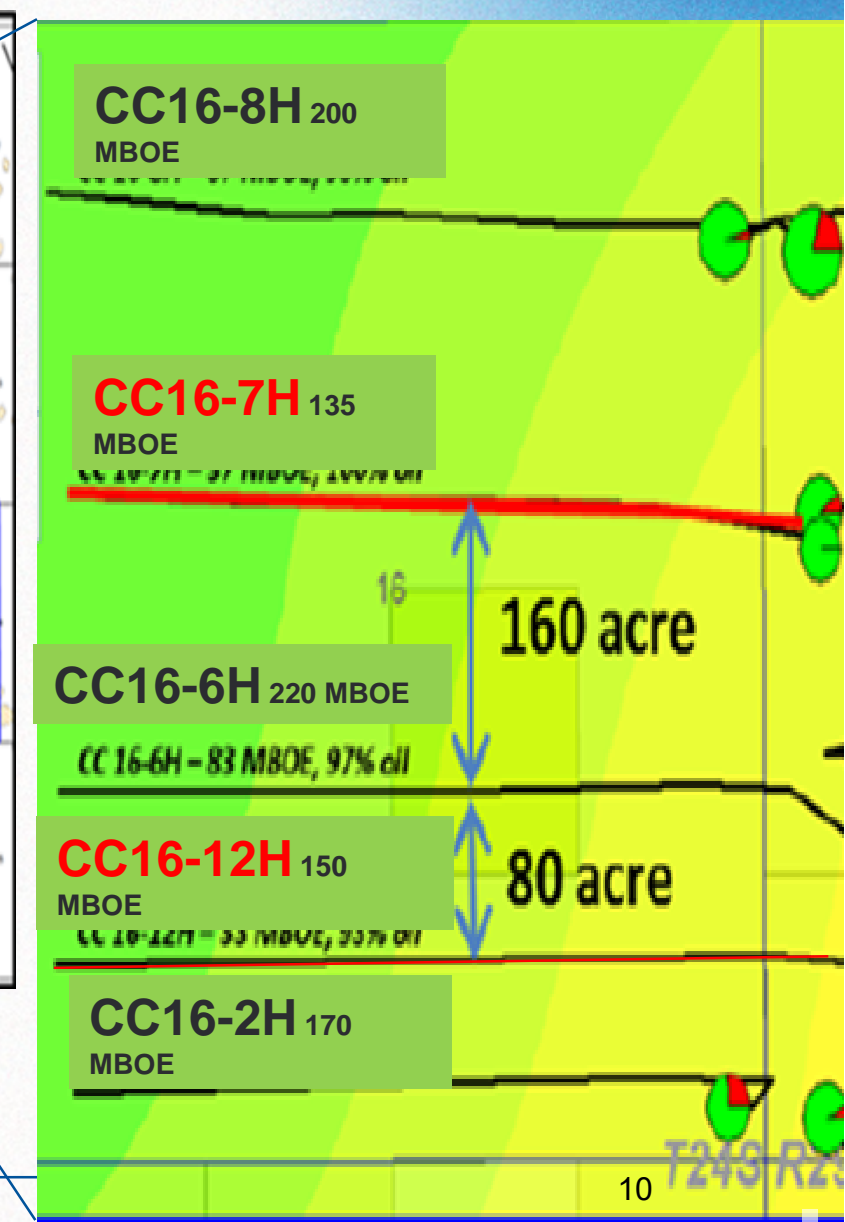 CC16-8H 200
MBOE
CC16-7H 135
MBOE
16
160 acre
CC16-6H 220 MBOE
CC 16-6H – 83 MBOE, 97% oil
CC16-12H 150
MBOE
80 acre
CC16-2H 170
MBOE
10